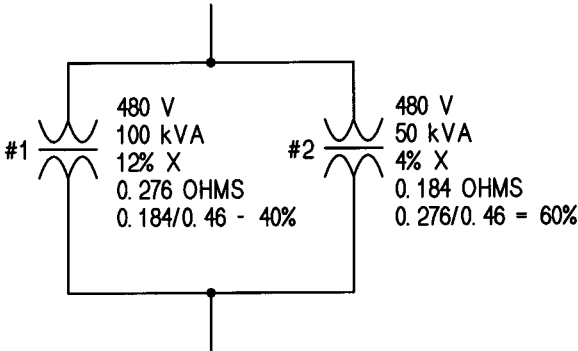 #1
480 V
100 kVA
12% X
0.276 OHMS
0.184/0.46 - 40%
#2
480 V
50 kVA
4% X
0.184 OHMS
0.276/0.46 = 60%